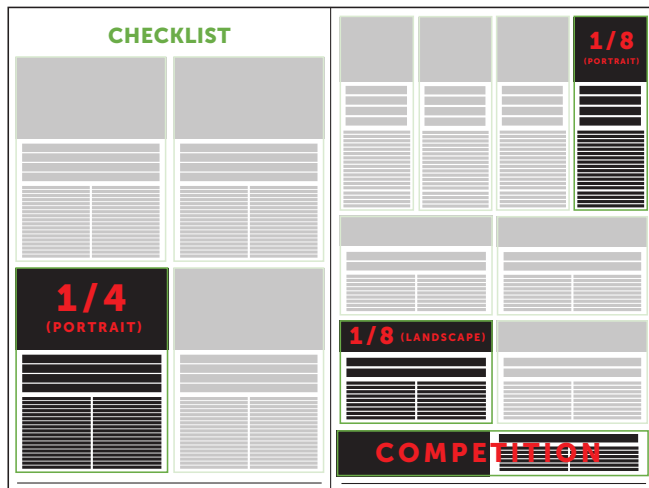 CHECKLIST
1/4
(PORTRAIT)
1/8
(PORTRAIT)
1/8 (LANDSCAPE)
COMPETITION